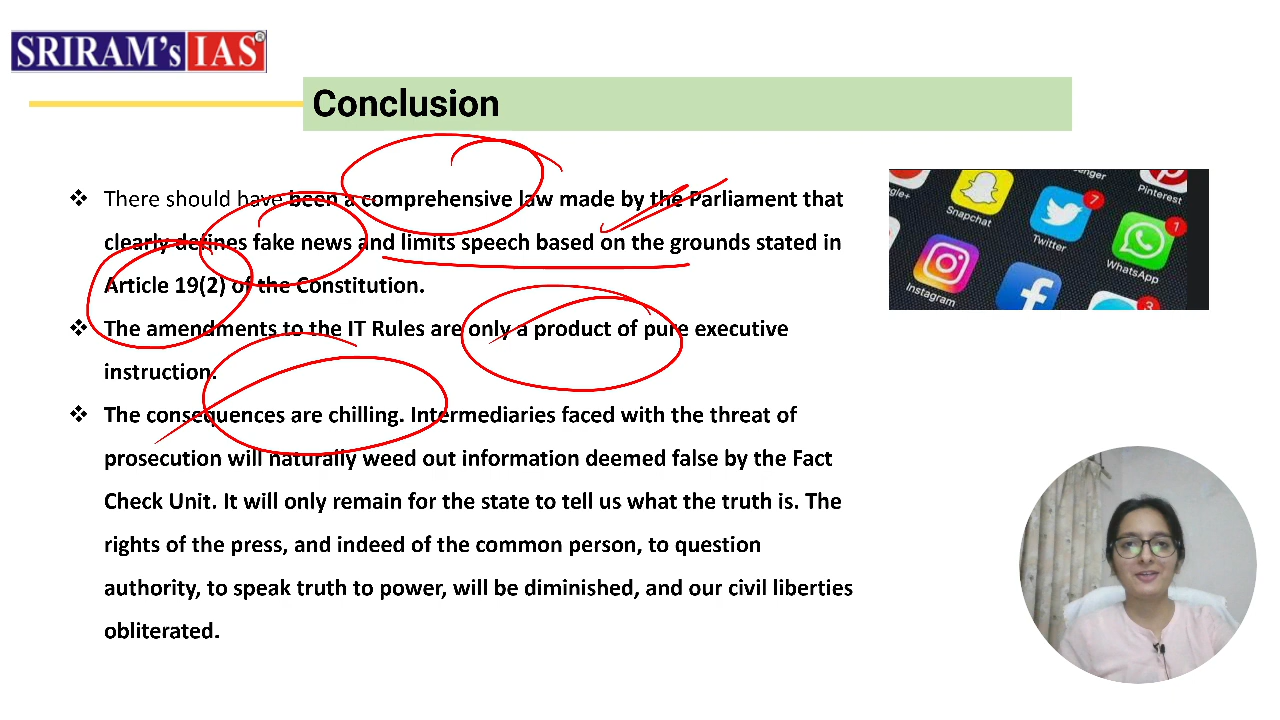 SRIRAM's IAS®
Conclusion
❖ There should have been a comprehensive law made by the Parliament that
clearly defines fake news and limits speech based on the grounds stated in
Article 19(2) of the Constitution.
❖ The amendments to the IT Rules are only a product of pure executive
instruction.
❖ The consequences are chilling. Intermediaries faced with the threat of
prosecution will naturally weed out information deemed false by the Fact
Check Unit. It will only remain for the state to tell us what the truth is. The
rights of the press, and indeed of the common person, to question
authority, to speak truth to power, will be diminished, and our civil liberties
obliterated.
gle+
Snapchat
enger
Pinterest
7
Twitter
1
WhatsApp
Instagram
3